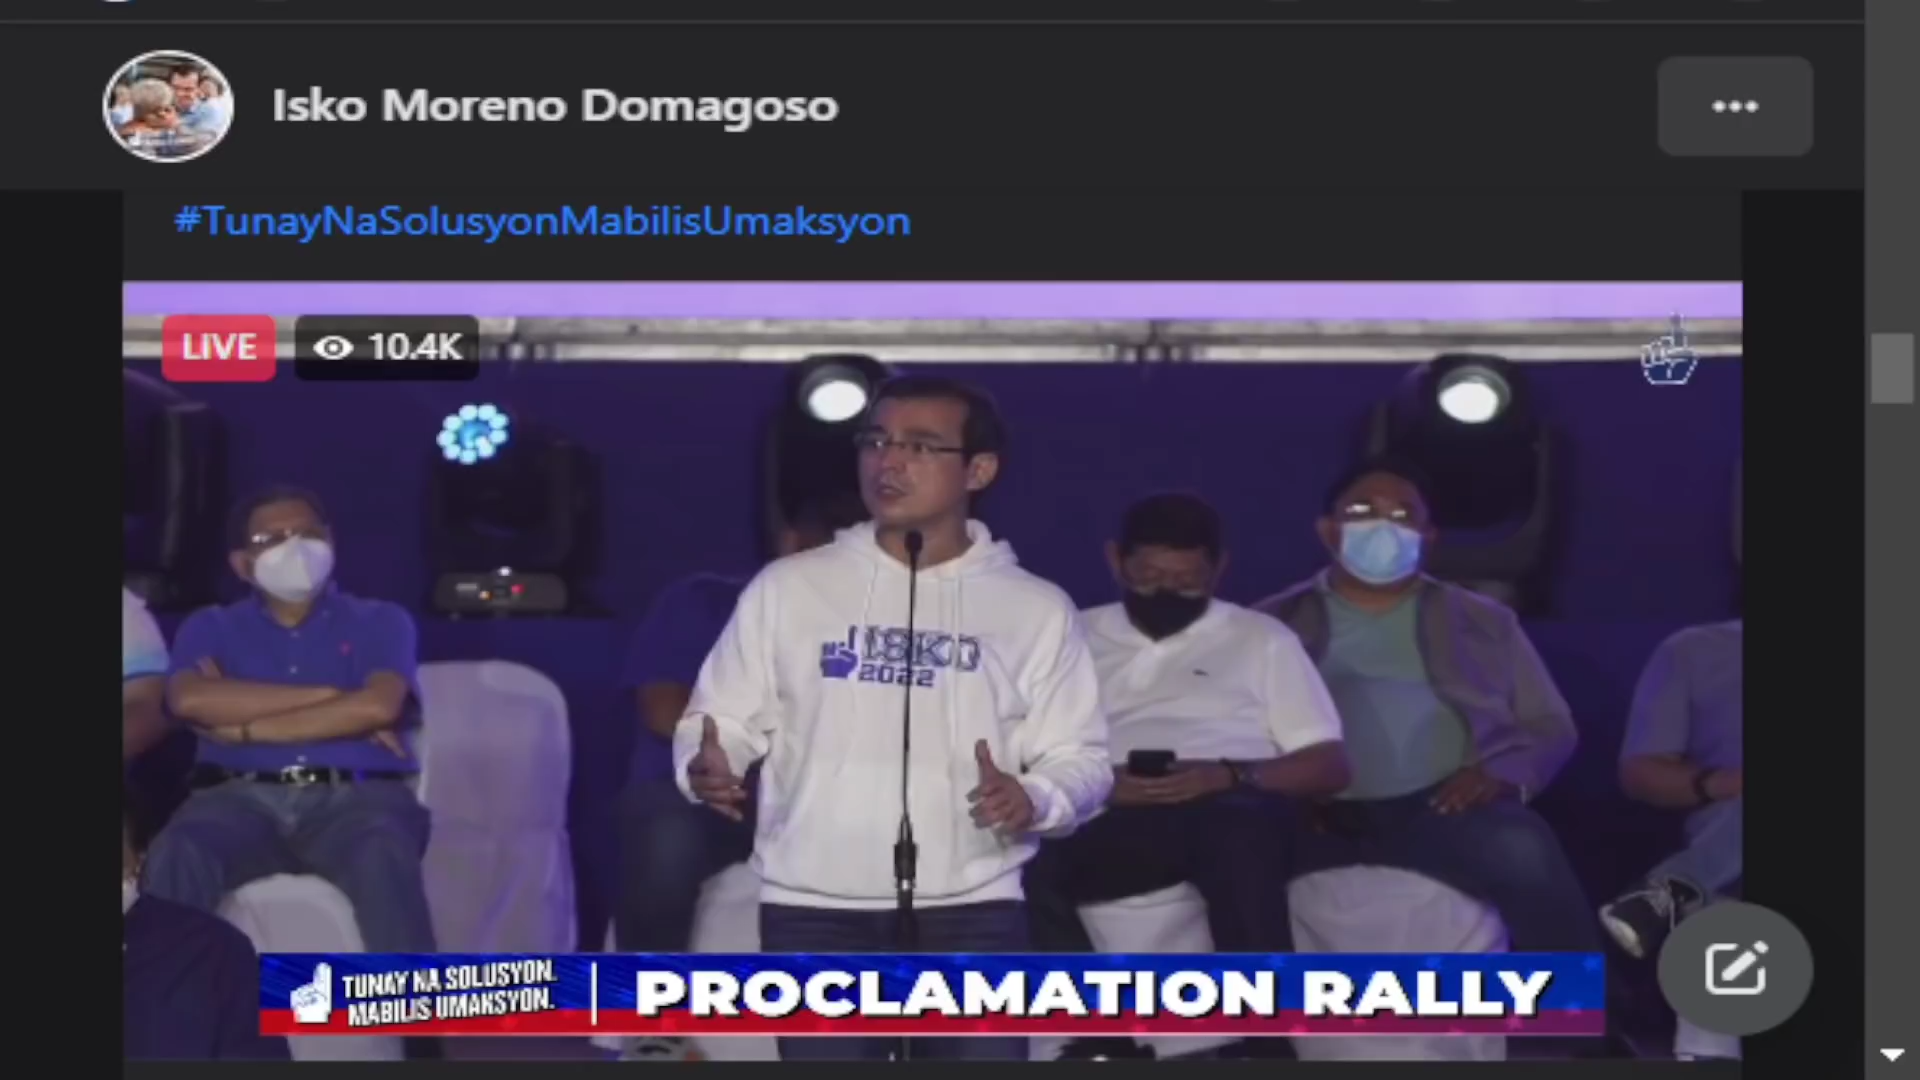 Isko Moreno Domagoso
#TunayNaSolusyonMabilisUmaksyon
LIVE
10.4K
ISKO
2022
TUNAY NA SOLUSYON.
MABILIS UMAKSYON.
PROCLAMATION RALLY